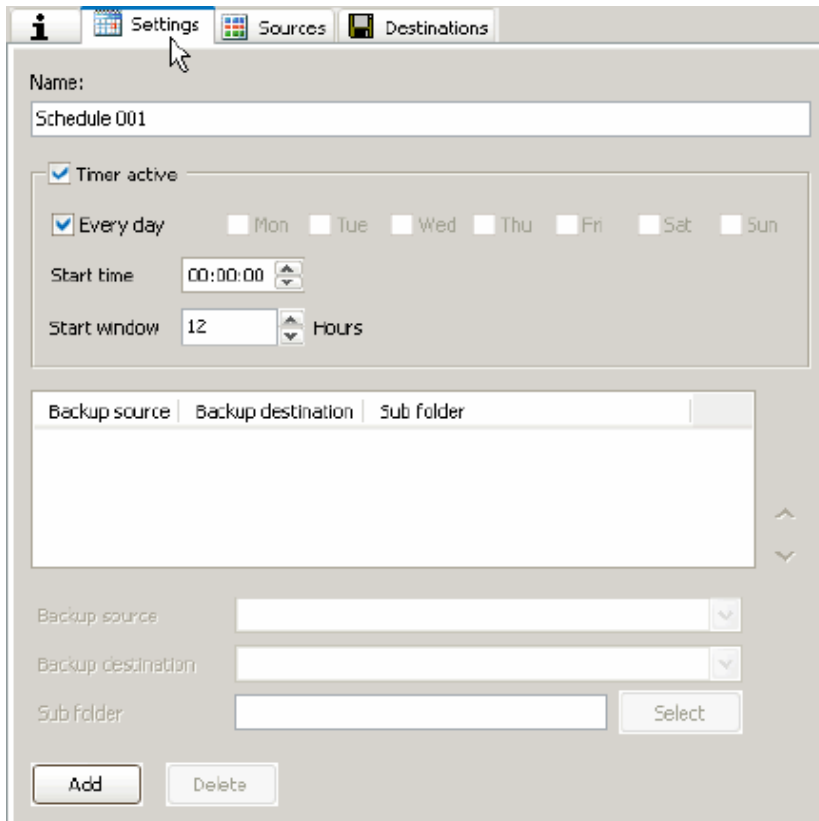 i Settings Sources Destinations
Name:
Schedule 001
Timer active
Every day Mon Tue Wed Thu Fri Sat Sun
Start time 00:00:00
Start window 12 Hours
Backup source Backup destination Sub folder
Backup source
Backup destination
Sub folder Select
Add Delete